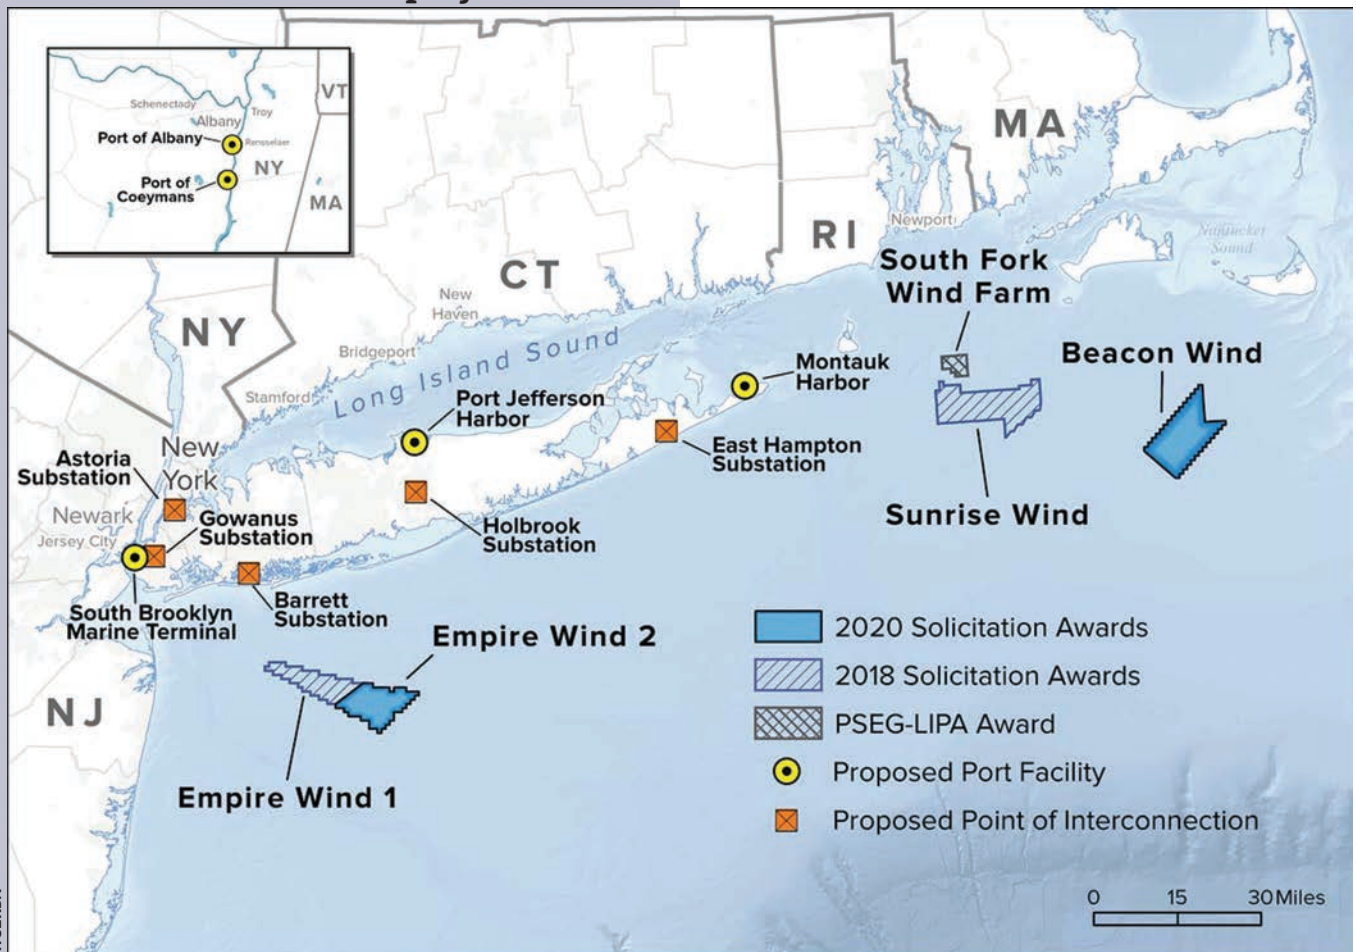 VT
Schenectady
Troy
Albany
Port of Albany
Rensselaer
NY
Port of
Coeymans
MA
MA
RI
Newport
Nantucket
Sound
CT
South Fork
Wind Farm
New
Haven
NY
Bridgeport
Long Island Sound
Stamford
Montauk
Harbor
Beacon Wind
Port Jefferson
Harbor
East Hampton
Substation
New
York
Astoria
Substation
Newark
Jersey City
Gowanus
Substation
Holbrook
Substation
Sunrise Wind
South Brooklyn
Marine Terminal
Barrett
Substation
Empire Wind 2
NJ
Empire Wind 1
2020 Solicitation Awards
2018 Solicitation Awards
PSEG-LIPA Award
Proposed Port Facility
Proposed Point of Interconnection
0 15 30 Miles